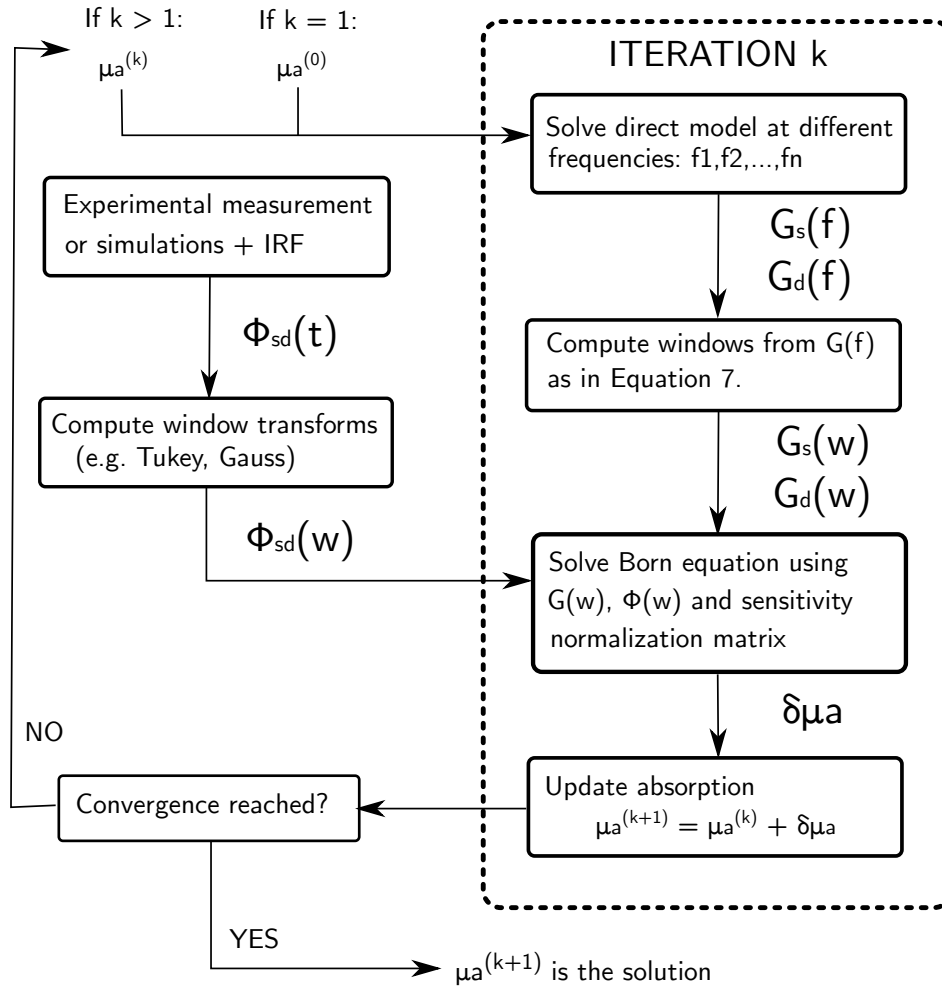 If k > 1:
If k = 1:
μa^(k)
μa^(0)
ITERATION k
Solve direct model at different
frequencies: f1,f2,...,fn
Experimental measurement
or simulations + IRF
Gs(f)
Gd(f)
Φsd(t)
Compute windows from G(f)
as in Equation 7.
Compute window transforms
(e.g. Tukey, Gauss)
Gs(w)
Gd(w)
Φsd(w)
Solve Born equation using
G(w), Φ(w) and sensitivity
normalization matrix
δμa
NO
Convergence reached?
Update absorption
μa^(k+1) = μa^(k) + δμa
YES
μa^(k+1) is the solution